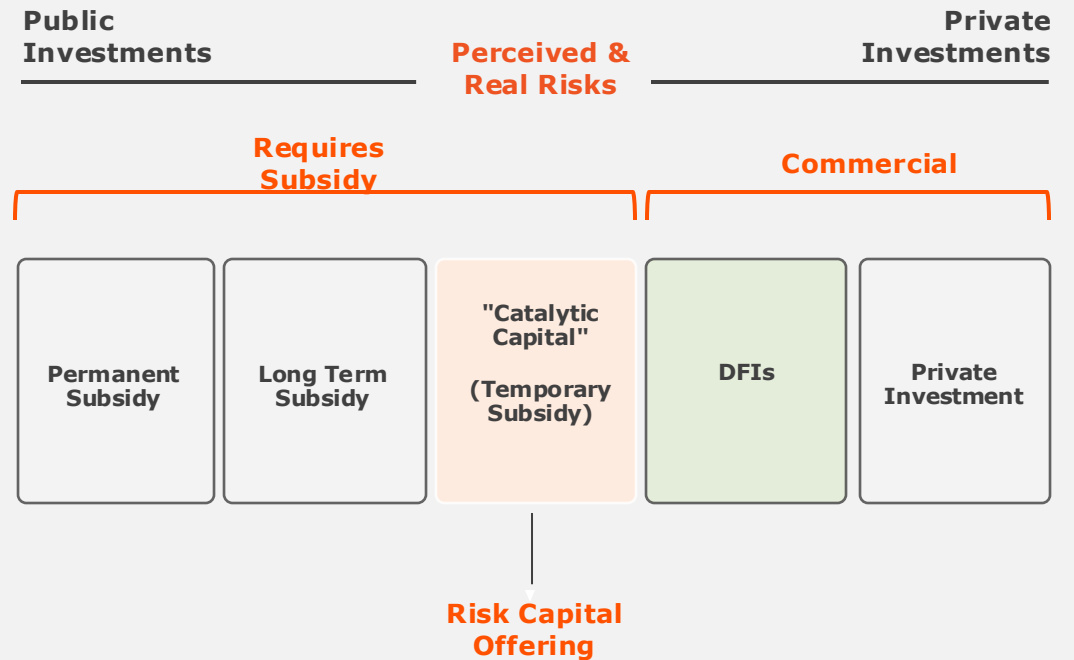 Public
Investments
Perceived &
Real Risks
Private
Investments
Requires
Subsidy
Commercial
Permanent
Subsidy
Long Term
Subsidy
"Catalytic
Capital"
(Temporary
Subsidy)
DFIs
Private
Investment
Risk Capital
Offering